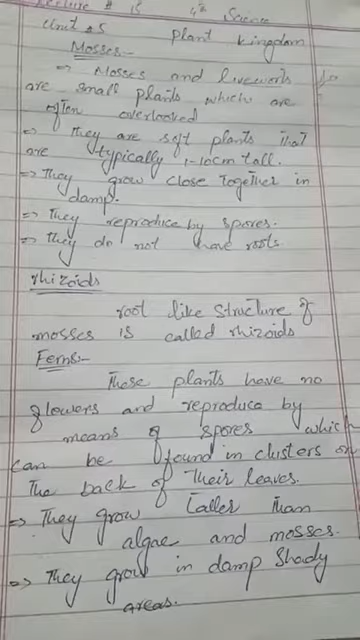 Lecture # 15 4th Science
Unit # 5 plant kingdom
Mosses:-
⇒ Mosses and liverworts
are small plants which are
often overlooked
⇒ They are soft plants that
are typically 1-10cm tall.
⇒ They grow close together in
damp.
⇒ They reproduce by spores.
⇒ They do not have roots.
rhizoids
root like structure of
mosses is called rhizoids
Ferns:-
These plants have no
flowers and reproduce by
means of spores which
can be found in clusters on
the back of their leaves.
⇒ They grow taller than
algae and mosses.
⇒ They grow in damp shady
areas.